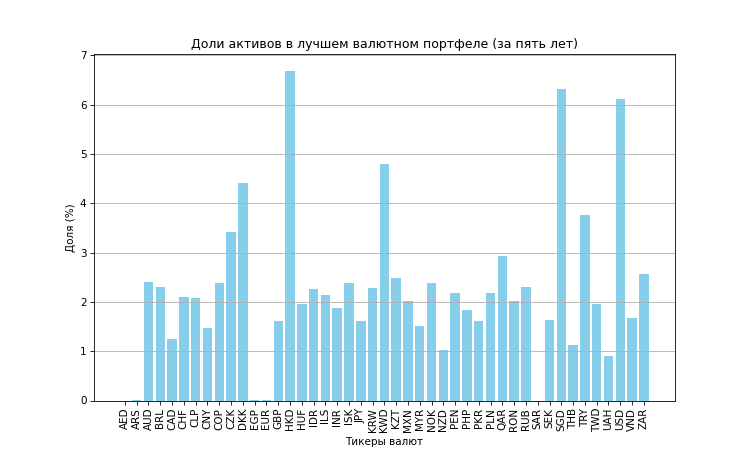 Доли активов в лучшем валютном портфеле (за пять лет)
7
6
5
4
3
2
1
0
Доля (%)
AED ARS AUD BRL CAD CHF CLP CNY COP CZK DKK EGP EUR GBP HKD HUF IDR ILS INR ISK JPY KRW KWD KZT MXN MYR NOK NZD PEN PHP PKR PLN QAR RON RUB SAR SEK SGD THB TRY TWD UAH USD VND ZAR
Тикеры валют